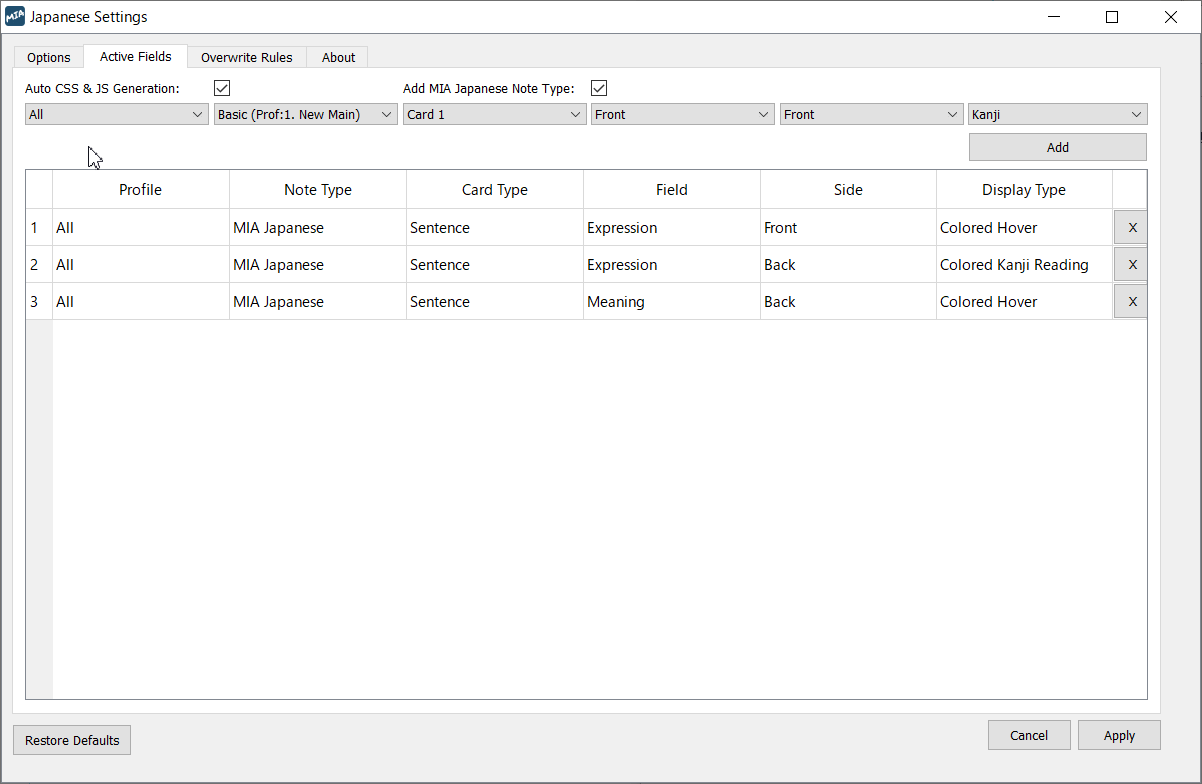 MIA Japanese Settings
Options Active Fields Overwrite Rules About
Auto CSS & JS Generation: Add MIA Japanese Note Type:
All Basic (Prof:1. New Main) Card 1 Front Front Kanji
Add
Profile Note Type Card Type Field Side Display Type
1 All MIA Japanese Sentence Expression Front Colored Hover X
2 All MIA Japanese Sentence Expression Back Colored Kanji Reading X
3 All MIA Japanese Sentence Meaning Back Colored Hover X
Restore Defaults Cancel Apply